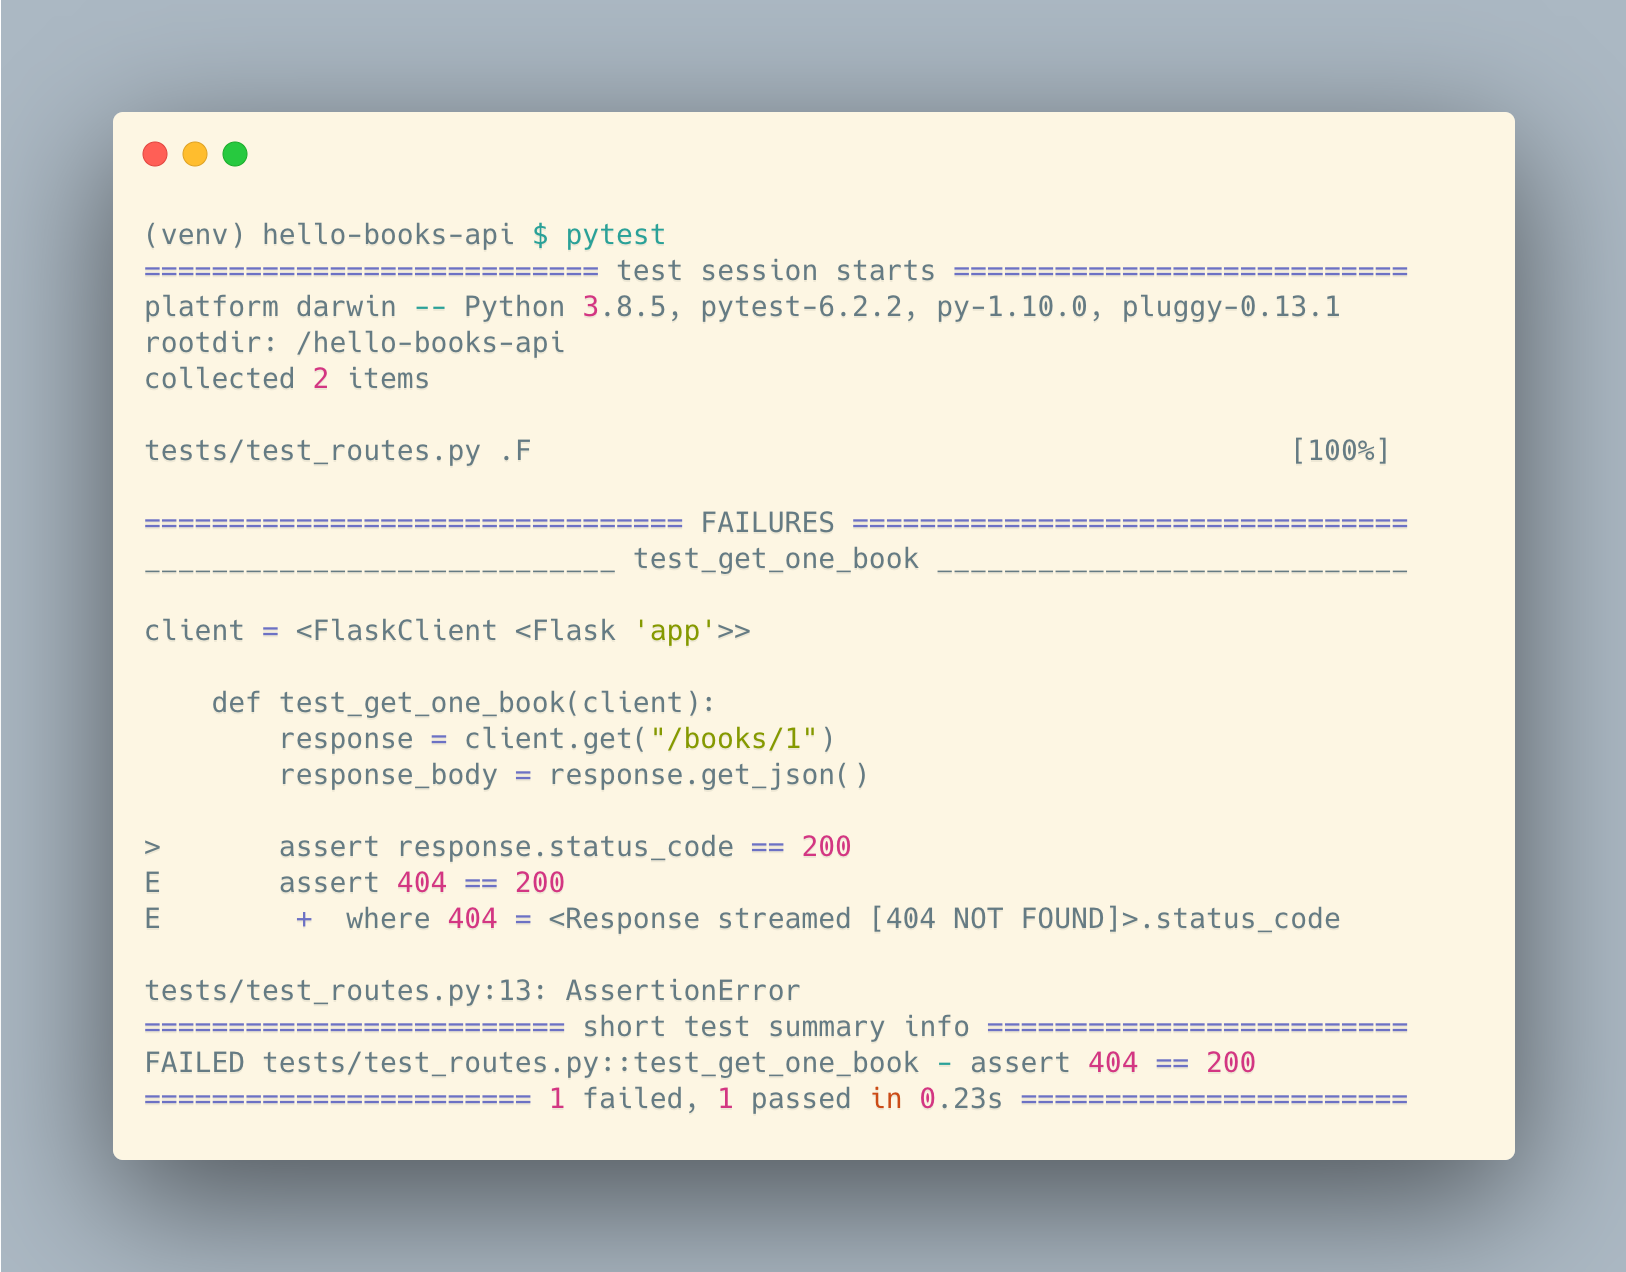 (venv) hello-books-api $ pytest
=========================== test session starts ===========================
platform darwin -- Python 3.8.5, pytest-6.2.2, py-1.10.0, pluggy-0.13.1
rootdir: /hello-books-api
collected 2 items
tests/test_routes.py .F                                             [100%]
================================ FAILURES =================================
____________________________ test_get_one_book ____________________________
client = <FlaskClient <Flask 'app'>>
    def test_get_one_book(client):
        response = client.get("/books/1")
        response_body = response.get_json()
>       assert response.status_code == 200
E       assert 404 == 200
E        +  where 404 = <Response streamed [404 NOT FOUND]>.status_code
tests/test_routes.py:13: AssertionError
========================= short test summary info =========================
FAILED tests/test_routes.py::test_get_one_book - assert 404 == 200
======================= 1 failed, 1 passed in 0.23s =======================